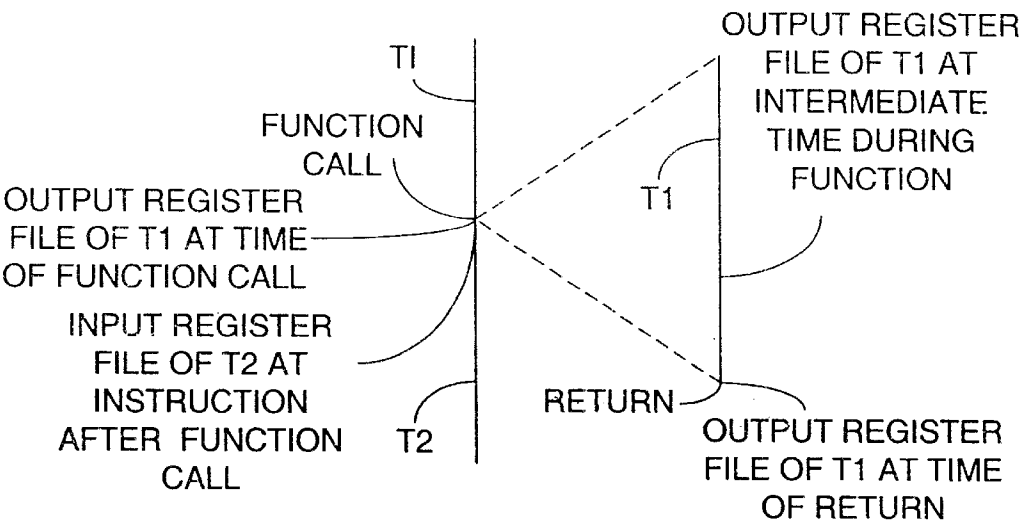 TI
FUNCTION
CALL
OUTPUT REGISTER
FILE OF T1 AT TIME
OF FUNCTION CALL
INPUT REGISTER
FILE OF T2 AT
INSTRUCTION
AFTER FUNCTION
CALL
T2
OUTPUT REGISTER
FILE OF T1 AT
INTERMEDIATE
TIME DURING
FUNCTION
T1
RETURN
OUTPUT REGISTER
FILE OF T1 AT TIME
OF RETURN